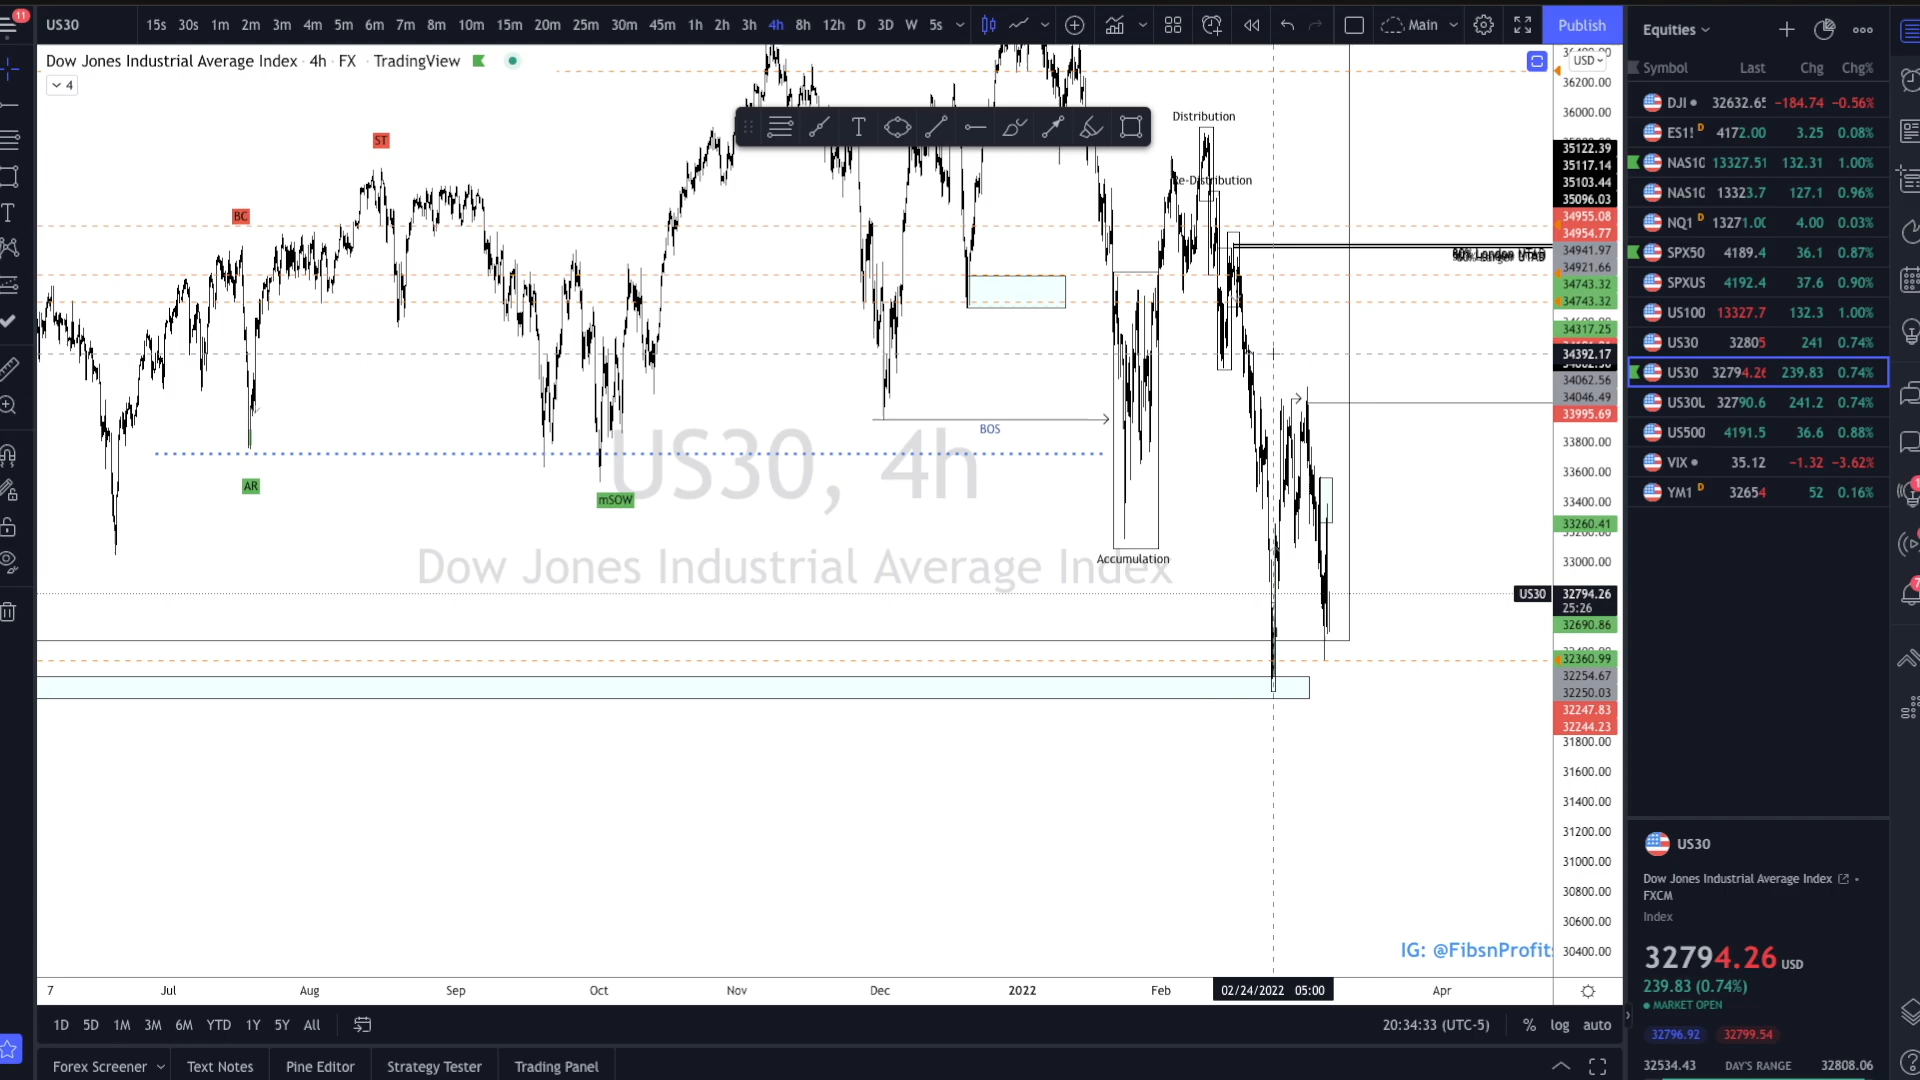 11
US30
15s 30s 1m 2m 3m 4m 5m 6m 7m 8m 10m 15m 20m 25m 30m 45m 1h 2h 3h 4h 8h 12h D 3D W 5s
Main
Publish
Dow Jones Industrial Average Index · 4h · FX · TradingView
4
ST
BC
AR
mSOW
BOS
Distribution
Re-Distribution
Accumulation
US30, 4h
Dow Jones Industrial Average Index
IG: @FibsnProfit
USD
36200.00
36000.00
35122.39
35117.14
35103.44
35096.03
34955.08
34954.77
34941.97
34921.66
34743.32
34743.32
34317.25
34392.17
34062.56
34046.49
33995.69
33800.00
33600.00
33400.00
33260.41
33000.00
US30 32794.26
25:26
32690.86
32360.99
32254.67
32250.03
32247.83
32244.23
31800.00
31600.00
31400.00
31200.00
31000.00
30800.00
30600.00
30400.00
7 Jul Aug Sep Oct Nov Dec 2022 Feb 02/24/2022 05:00 Apr
1D 5D 1M 3M 6M YTD 1Y 5Y All
20:34:33 (UTC-5) % log auto
Forex Screener Text Notes Pine Editor Strategy Tester Trading Panel
Equities
Symbol Last Chg Chg%
DJI 32632.65 −184.74 −0.56%
ES1! D 4172.00 3.25 0.08%
NAS10 13327.51 132.31 1.00%
NAS10 13323.7 127.1 0.96%
NQ1 D 13271.00 4.00 0.03%
SPX50 4189.4 36.1 0.87%
SPXUS 4192.4 37.6 0.90%
US100 13327.7 132.3 1.00%
US30 32805 241 0.74%
US30 32794.26 239.83 0.74%
US30U 32790.6 241.2 0.74%
US500 4191.5 36.6 0.88%
VIX 35.12 −1.32 −3.62%
YM1 D 32654 52 0.16%
US30
Dow Jones Industrial Average Index
FXCM
Index
32794.26 USD
239.83 (0.74%)
MARKET OPEN
32796.92 32799.54
32534.43 DAY'S RANGE 32808.06